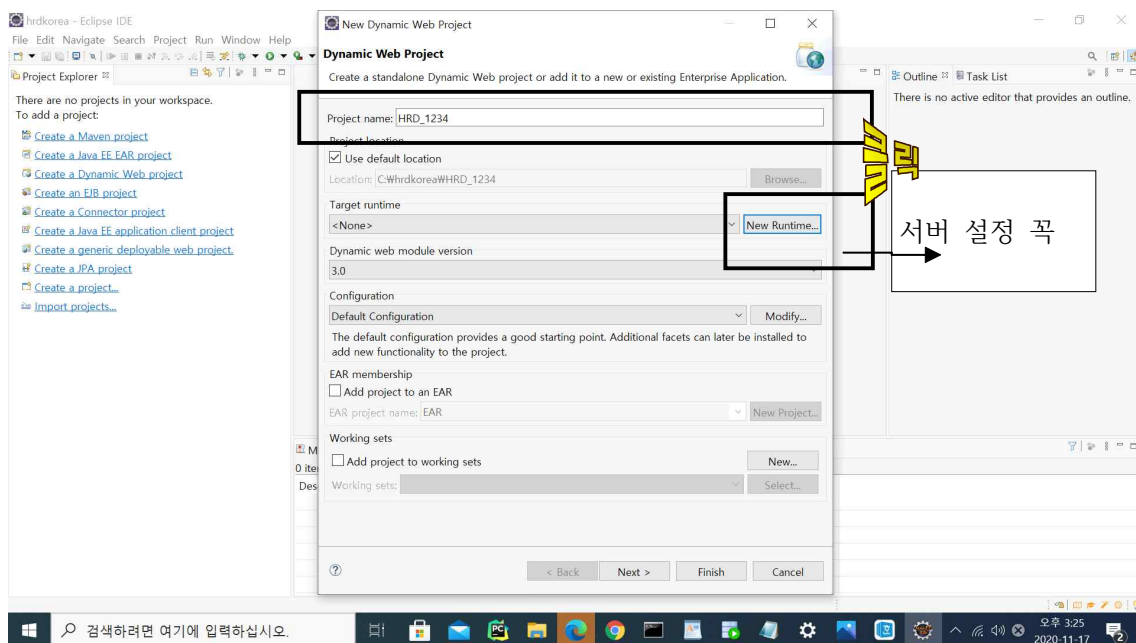 hrdkorea - Eclipse IDE
File Edit Navigate Search Project Run Window Help
Project Explorer
There are no projects in your workspace.
To add a project:
Create a Maven project
Create a Java EE EAR project
Create a Dynamic Web project
Create an EJB project
Create a Connector project
Create a Java EE application client project
Create a generic deployable web project.
Create a JPA project
Create a project...
Import projects...
New Dynamic Web Project
Dynamic Web Project
Create a standalone Dynamic Web project or add it to a new or existing Enterprise Application.
Project name: HRD_1234
Project location
Use default location
Location: C:₩hrdkorea₩HRD_1234
Browse...
Target runtime
<None>
New Runtime...
Dynamic web module version
3.0
Configuration
Default Configuration
Modify...
The default configuration provides a good starting point. Additional facets can later be installed to
add new functionality to the project.
EAR membership
Add project to an EAR
EAR project name: EAR
New Project...
Working sets
Add project to working sets
New...
Working sets:
Select...
< Back
Next >
Finish
Cancel
Outline
Task List
There is no active editor that provides an outline.
서버 설정 꼭
M
0 ite
Des
검색하려면 여기에 입력하십시오.
오후 3:25
2020-11-17